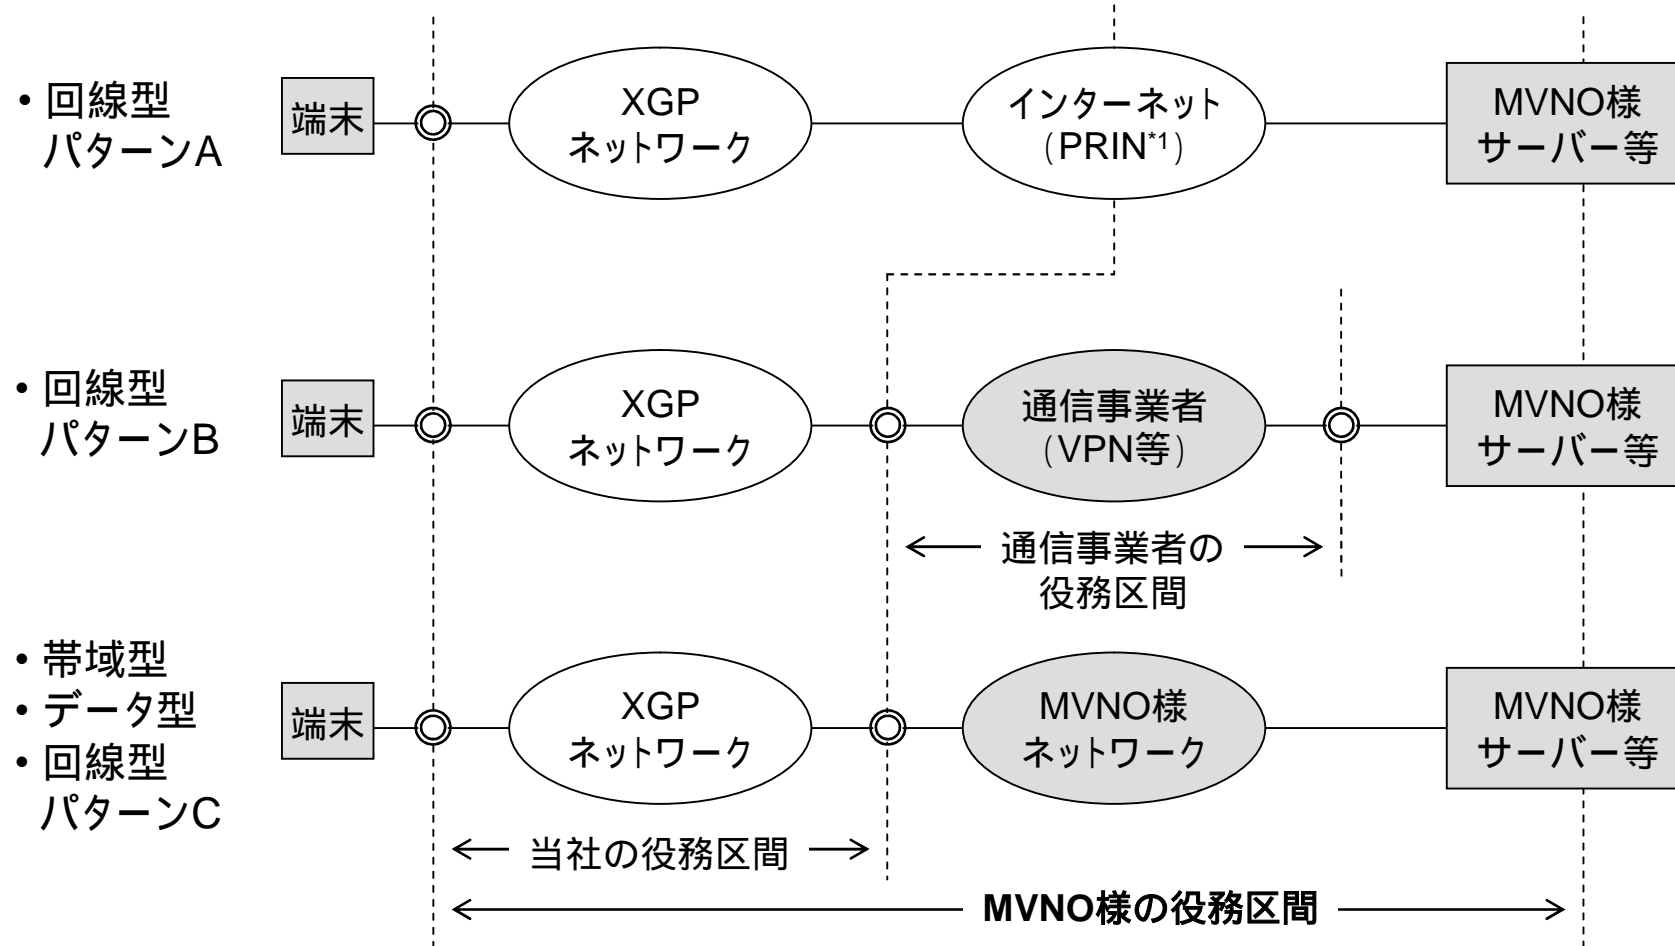 ・回線型
パターンA
端末
XGP
ネットワーク
インターネット
(PRIN*1)
MVNO様
サーバー等
・回線型
パターンB
端末
XGP
ネットワーク
通信事業者
(VPN等)
MVNO様
サーバー等
通信事業者の
役務区間
・帯域型
・データ型
・回線型
パターンC
端末
XGP
ネットワーク
MVNO様
ネットワーク
MVNO様
サーバー等
当社の役務区間
MVNO様の役務区間